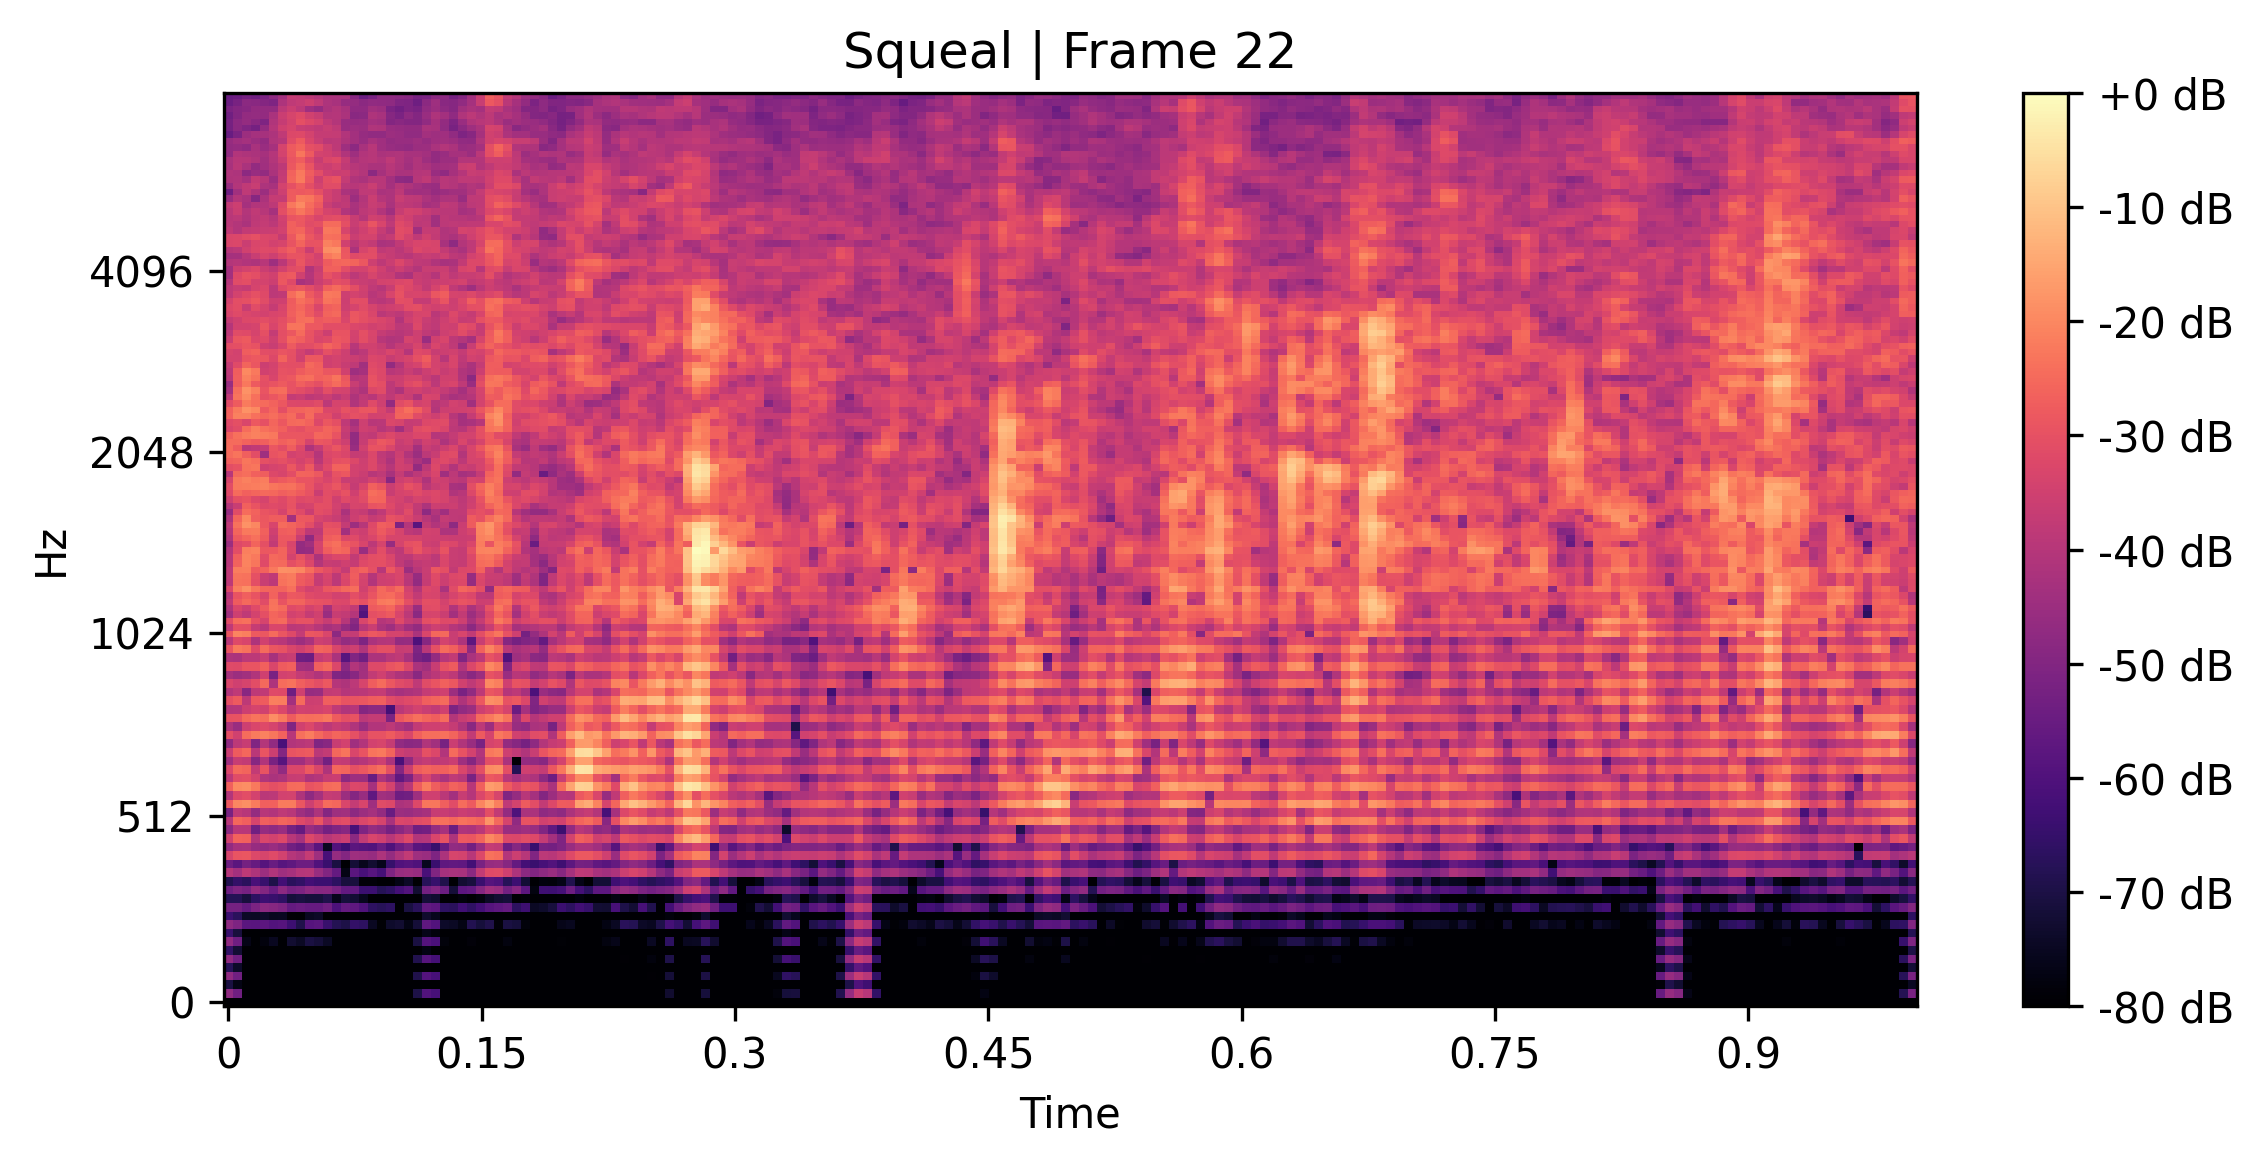 Squeal | Frame 22
Hz
4096
2048
1024
512
0
0 0.15 0.3 0.45 0.6 0.75 0.9
Time
+0 dB
-10 dB
-20 dB
-30 dB
-40 dB
-50 dB
-60 dB
-70 dB
-80 dB